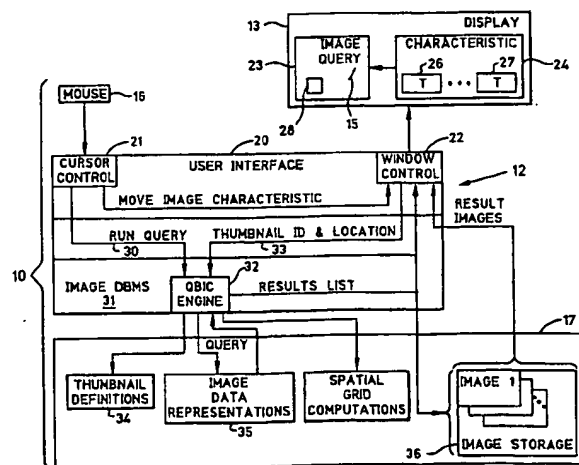 13
DISPLAY
IMAGE
QUERY
CHARACTERISTIC
23
26
27
24
T
T
28
15
MOUSE
16
21
20
22
CURSOR
CONTROL
USER INTERFACE
WINDOW
CONTROL
12
MOVE IMAGE CHARACTERISTIC
RESULT
IMAGES
RUN QUERY
30
THUMBNAIL ID & LOCATION
33
10
32
IMAGE DBMS
31
QBIC
ENGINE
RESULTS LIST
17
QUERY
THUMBNAIL
DEFINITIONS
34
IMAGE
DATA
REPRESENTATIONS
35
SPATIAL
GRID
COMPUTATIONS
IMAGE 1
36
IMAGE STORAGE